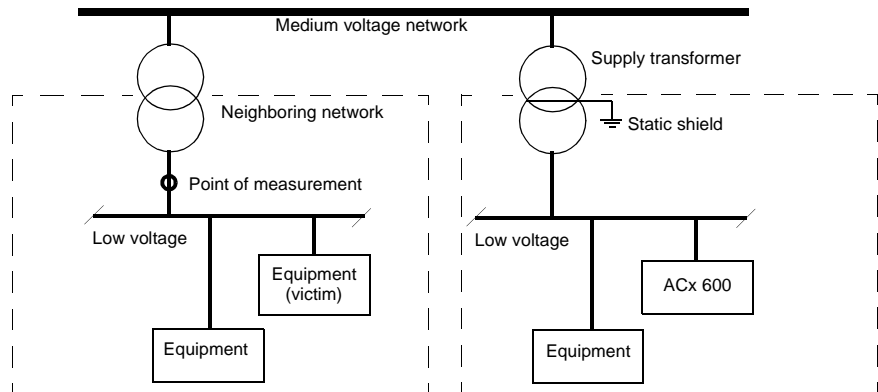 Medium voltage network
Supply transformer
Neighboring network
Static shield
Point of measurement
Low voltage
Low voltage
Equipment
(victim)
ACx 600
Equipment
Equipment